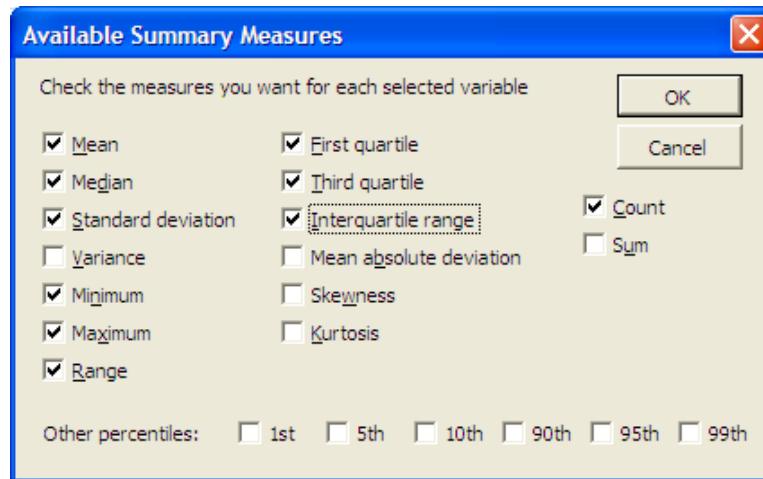 Available Summary Measures
Check the measures you want for each selected variable
OK
Cancel
Mean
Median
Standard deviation
Variance
Minimum
Maximum
Range
First quartile
Third quartile
Interquartile range
Mean absolute deviation
Skewness
Kurtosis
Count
Sum
Other percentiles: 1st 5th 10th 90th 95th 99th